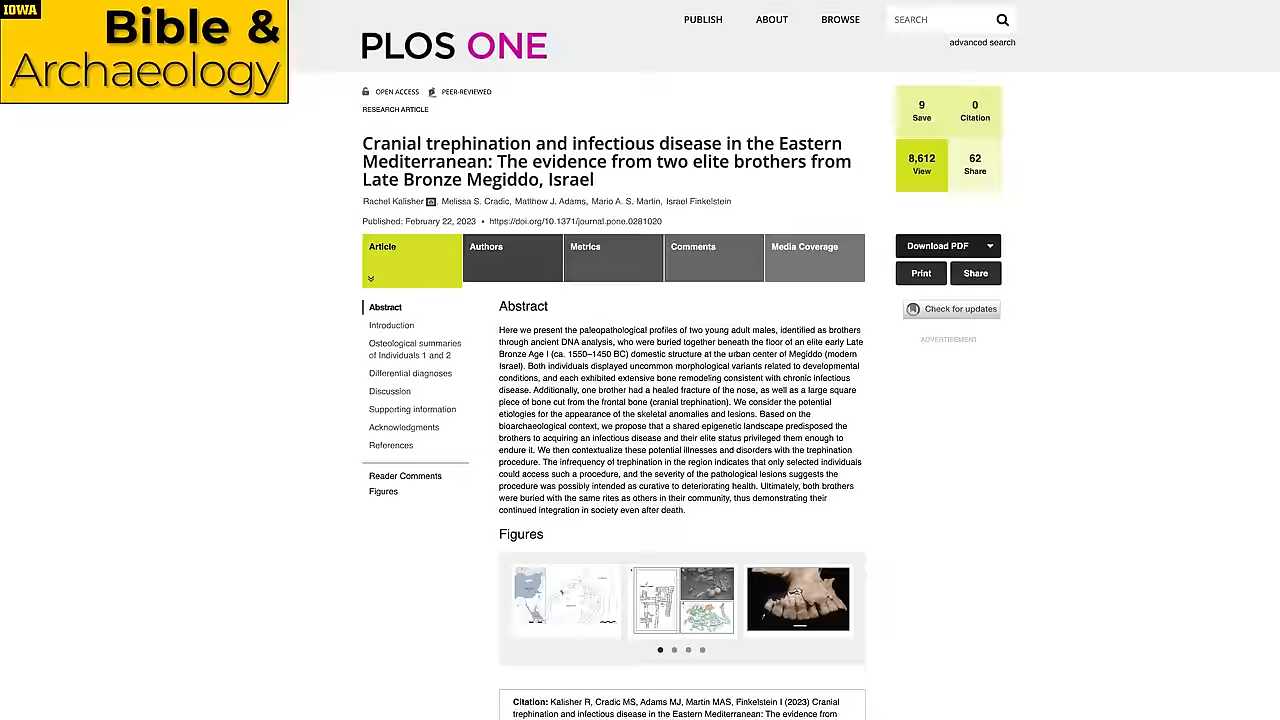 IOWA
Bible &
Archaeology
PUBLISH
ABOUT
BROWSE
SEARCH
advanced search
PLOS ONE
OPEN ACCESS
PEER-REVIEWED
RESEARCH ARTICLE
Cranial trephination and infectious disease in the Eastern
Mediterranean: The evidence from two elite brothers from
Late Bronze Megiddo, Israel
Rachel Kalisher, Melissa S. Cradic, Matthew J. Adams, Mario A. S. Martin, Israel Finkelstein
Published: February 22, 2023 • https://doi.org/10.1371/journal.pone.0281020
9
Save
0
Citation
8,612
View
62
Share
Article
Authors
Metrics
Comments
Media Coverage
Download PDF
Print
Share
Check for updates
ADVERTISEMENT
Abstract
Introduction
Osteological summaries
of Individuals 1 and 2
Differential diagnoses
Discussion
Supporting information
Acknowledgments
References
Reader Comments
Figures
Abstract
Here we present the paleopathological profiles of two young adult males, identified as brothers
through ancient DNA analysis, who were buried together beneath the floor of an elite early Late
Bronze Age I (ca. 1550–1450 BC) domestic structure at the urban center of Megiddo (modern
Israel). Both individuals displayed uncommon morphological variants related to developmental
conditions, and each exhibited extensive bone remodeling consistent with chronic infectious
disease. Additionally, one brother had a healed fracture of the nose, as well as a large square
piece of bone cut from the frontal bone (cranial trephination). We consider the potential
etiologies for the appearance of the skeletal anomalies and lesions. Based on the
bioarchaeological context, we propose that a shared epigenetic landscape predisposed the
brothers to acquiring an infectious disease and their elite status privileged them enough to
endure it. We then contextualize these potential illnesses and disorders with the trephination
procedure. The infrequency of trephination in the region indicates that only selected individuals
could access such a procedure, and the severity of the pathological lesions suggests the
procedure was possibly intended as curative to deteriorating health. Ultimately, both brothers
were buried with the same rites as others in their community, thus demonstrating their
continued integration in society even after death.
Figures
Citation: Kalisher R, Cradic MS, Adams MJ, Martin MAS, Finkelstein I (2023) Cranial
trephination and infectious disease in the Eastern Mediterranean: The evidence from